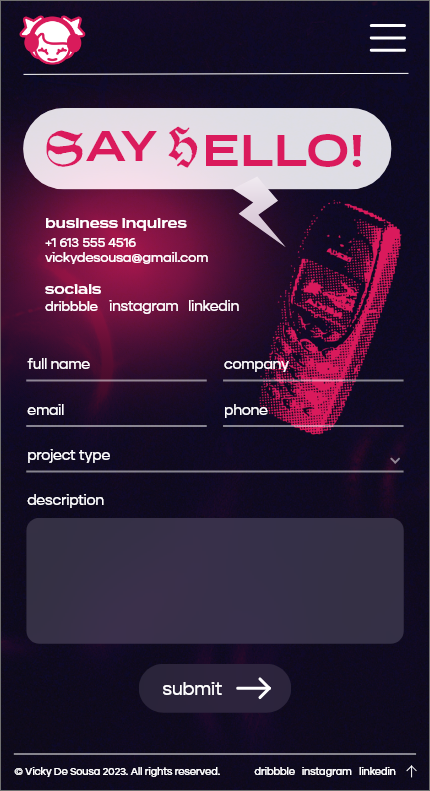 SAY HELLO!
business inquires
+1 613 555 4516
vickydesousa@gmail.com
socials
dribbble instagram linkedin
full name company
email phone
project type
description
submit
© Vicky De Sousa 2023. All rights reserved. dribbble instagram linkedin